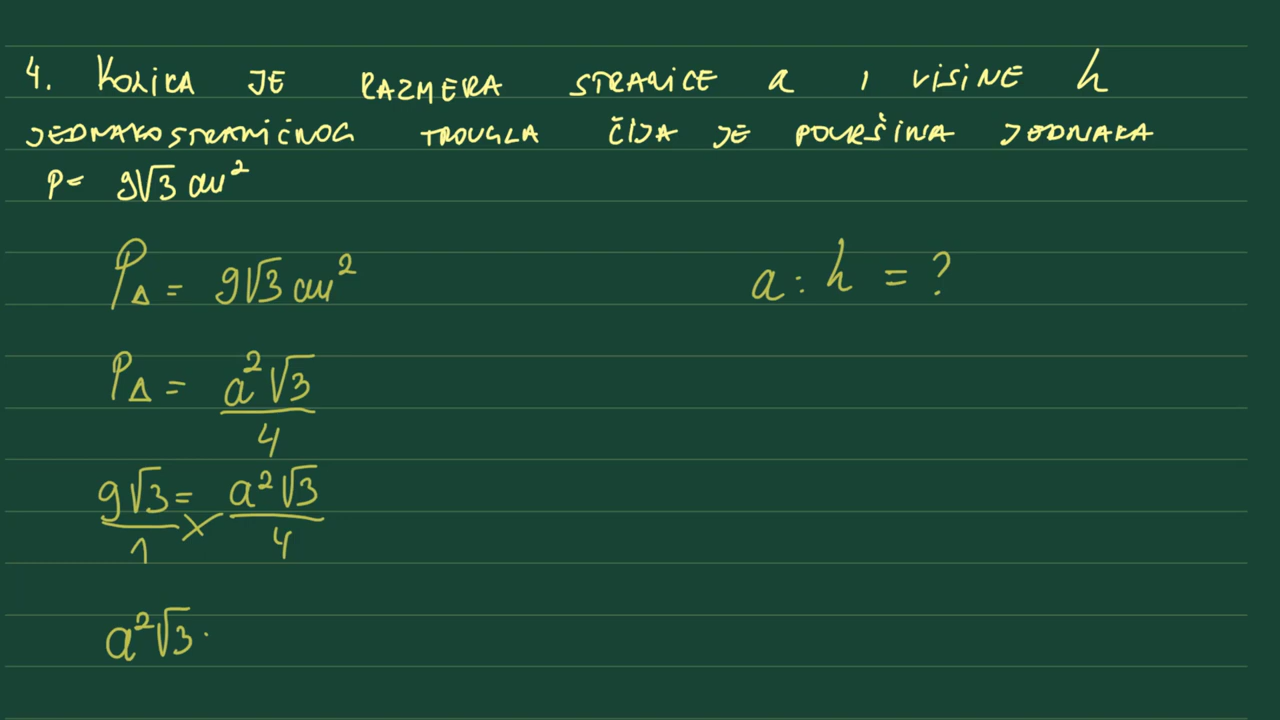 4. KOLIKA JE RAZMERA STRANICE a I VISINE h
JEDNAKOSTRANIČNOG TROUGLA ČIJA JE POVRŠINA JEDNAKA
P= 9√3 cm²
P△ = 9√3 cm²
a : h = ?
P△ = a²√3/4
9√3/1 = a²√3/4
a²√3 ·